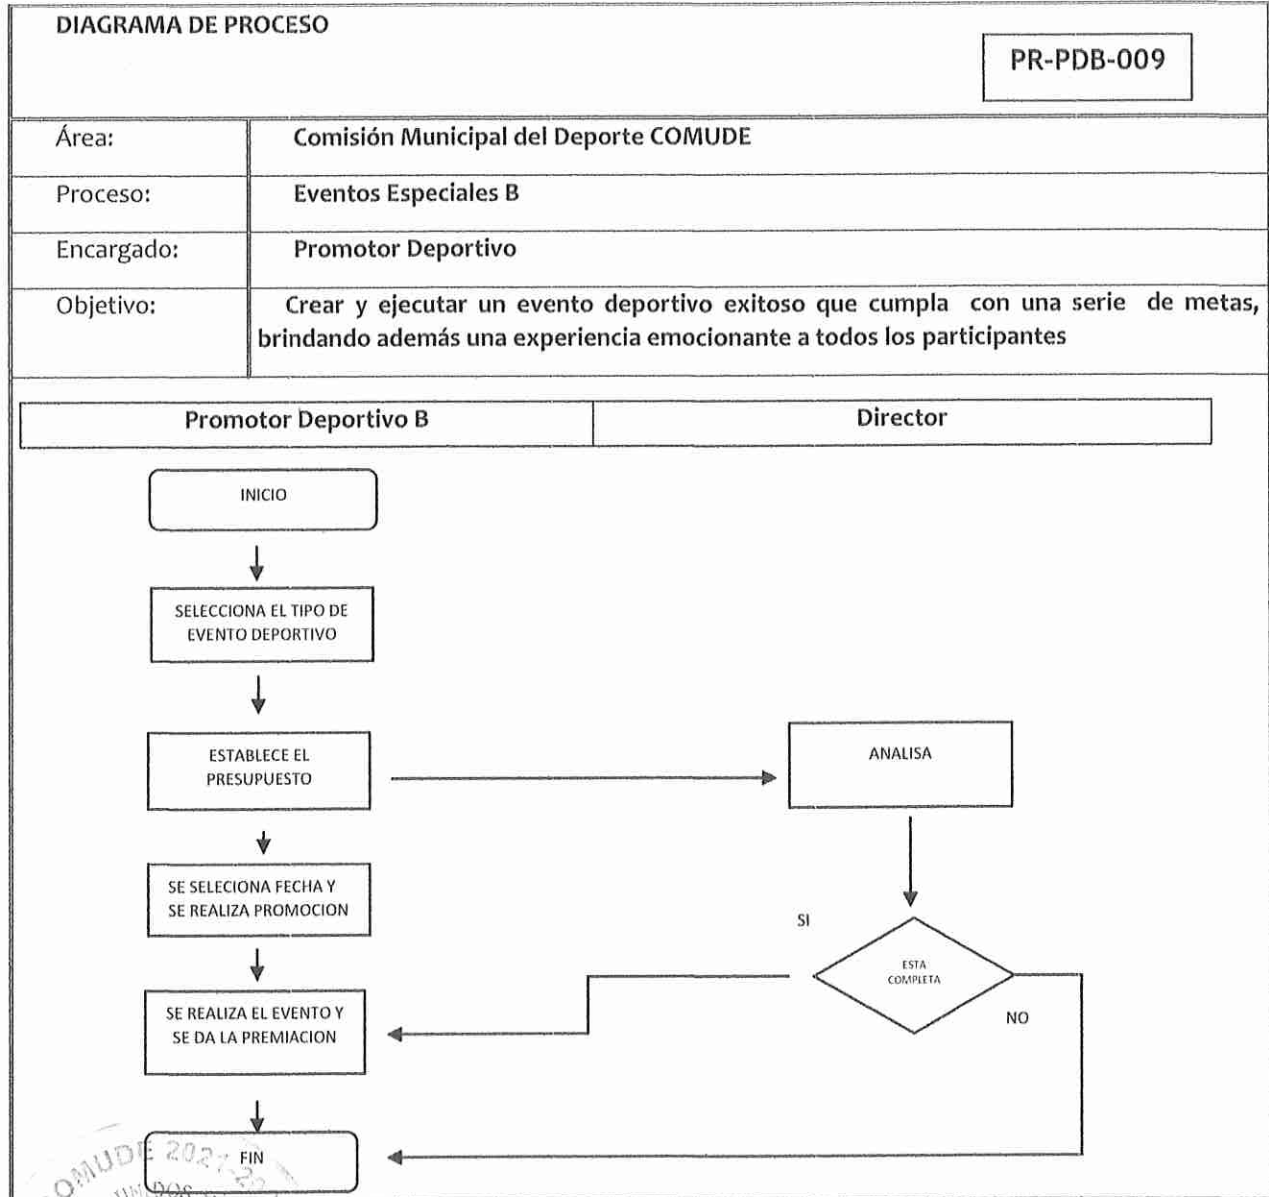 DIAGRAMA DE PROCESO
PR-PDB-009
Área:
Comisión Municipal del Deporte COMUDE
Proceso:
Eventos Especiales B
Encargado:
Promotor Deportivo
Objetivo:
Crear y ejecutar un evento deportivo exitoso que cumpla con una serie de metas,
brindando además una experiencia emocionante a todos los participantes
Promotor Deportivo B
Director
INICIO
SELECCIONA EL TIPO DE
EVENTO DEPORTIVO
ESTABLECE EL
PRESUPUESTO
ANALISA
SE SELECIONA FECHA Y
SE REALIZA PROMOCION
SI
ESTA
COMPLETA
NO
SE REALIZA EL EVENTO Y
SE DA LA PREMIACION
FIN